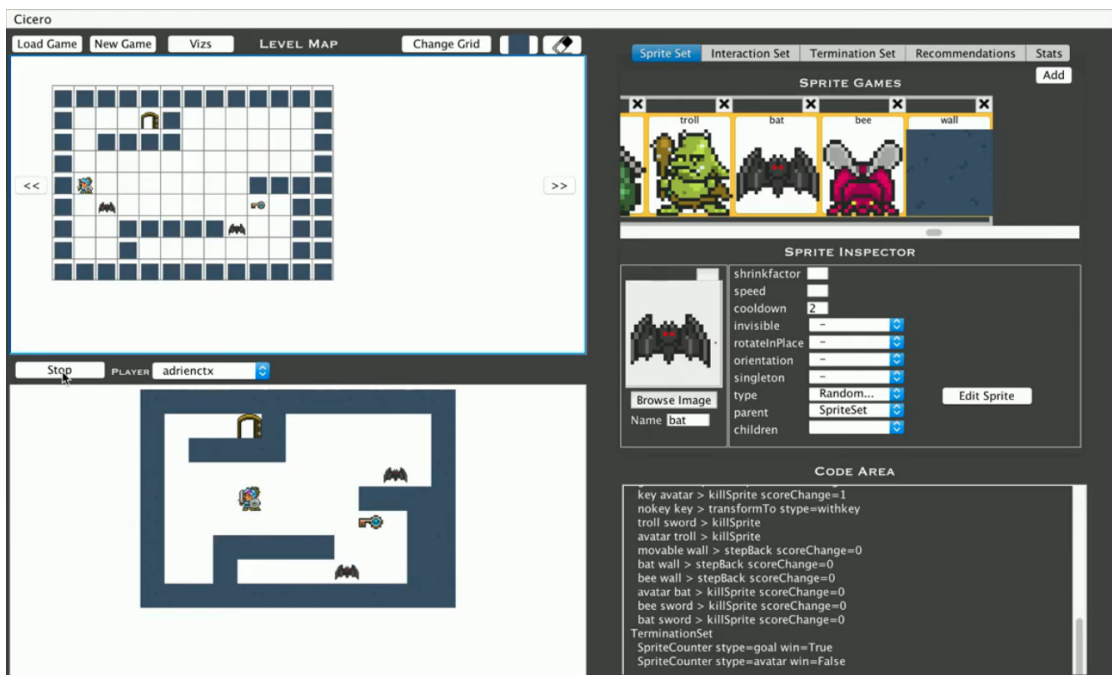 Cicero
Load Game New Game Vizs LEVEL MAP Change Grid
Sprite Set Interaction Set Termination Set Recommendations Stats
SPRITE GAMES Add
troll bat bee wall
<< >>
SPRITE INSPECTOR
shrinkfactor
speed
cooldown 2
invisible -
rotateInPlace -
orientation -
singleton -
type Random...
parent SpriteSet
children
Browse Image
Name bat
Edit Sprite
Stop PLAYER adrienctx
CODE AREA
key avatar > killSprite scoreChange=1
nokey key > transformTo stype=withkey
troll sword > killSprite
avatar troll > killSprite
movable wall > stepBack scoreChange=0
bat wall > stepBack scoreChange=0
bee wall > stepBack scoreChange=0
avatar bat > killSprite scoreChange=0
bee sword > killSprite scoreChange=0
bat sword > killSprite scoreChange=0
TerminationSet
SpriteCounter stype=goal win=True
SpriteCounter stype=avatar win=False